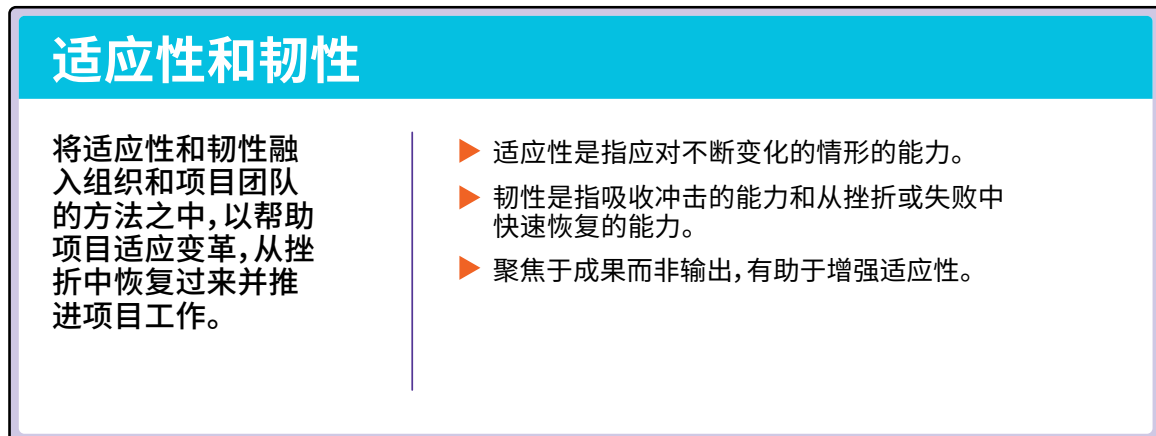 适应性和韧性
将适应性和韧性融
入组织和项目团队
的方法之中，以帮助
项目适应变革，从挫
折中恢复过来并推
进项目工作。
适应性是指应对不断变化的情形的能力。
韧性是指吸收冲击的能力和从挫折或失败中
快速恢复的能力。
聚焦于成果而非输出，有助于增强适应性。